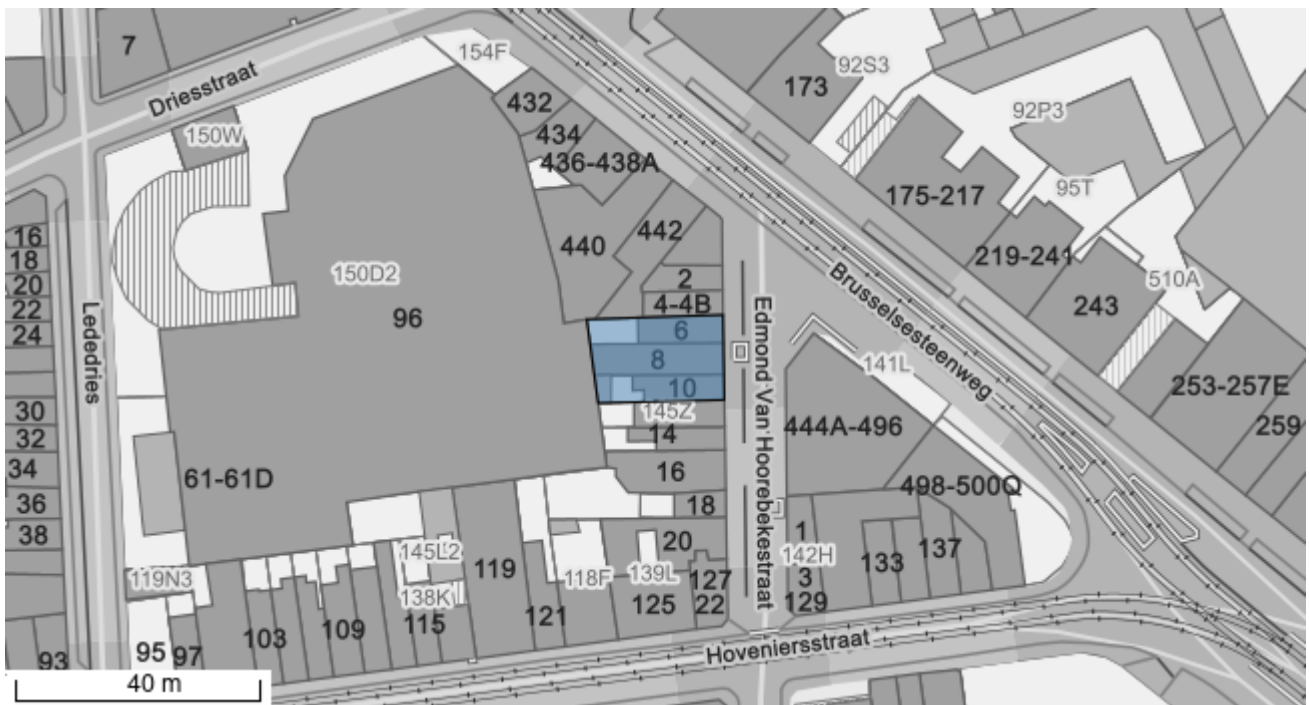 7
Driesstraat
154F
150W
432
434
436-438A
173
92S3
92P3
175-217
95T
219-241
510A
243
253-257E
259
442
440
2
4-4B
6
8
10
145Z
14
16
18
20
150D2
96
16
18
20
22
24
30
32
34
36
38
Lededries
61-61D
Edmond Van Hoorebekestraat
Brusselsesteenweg
141L
444A-496
498-500Q
1
142H
3
129
133
137
119N3
145L2
138K
118F
139L
119
121
125
127
22
103
109
115
93
95
97
Hoveniersstraat
40 m